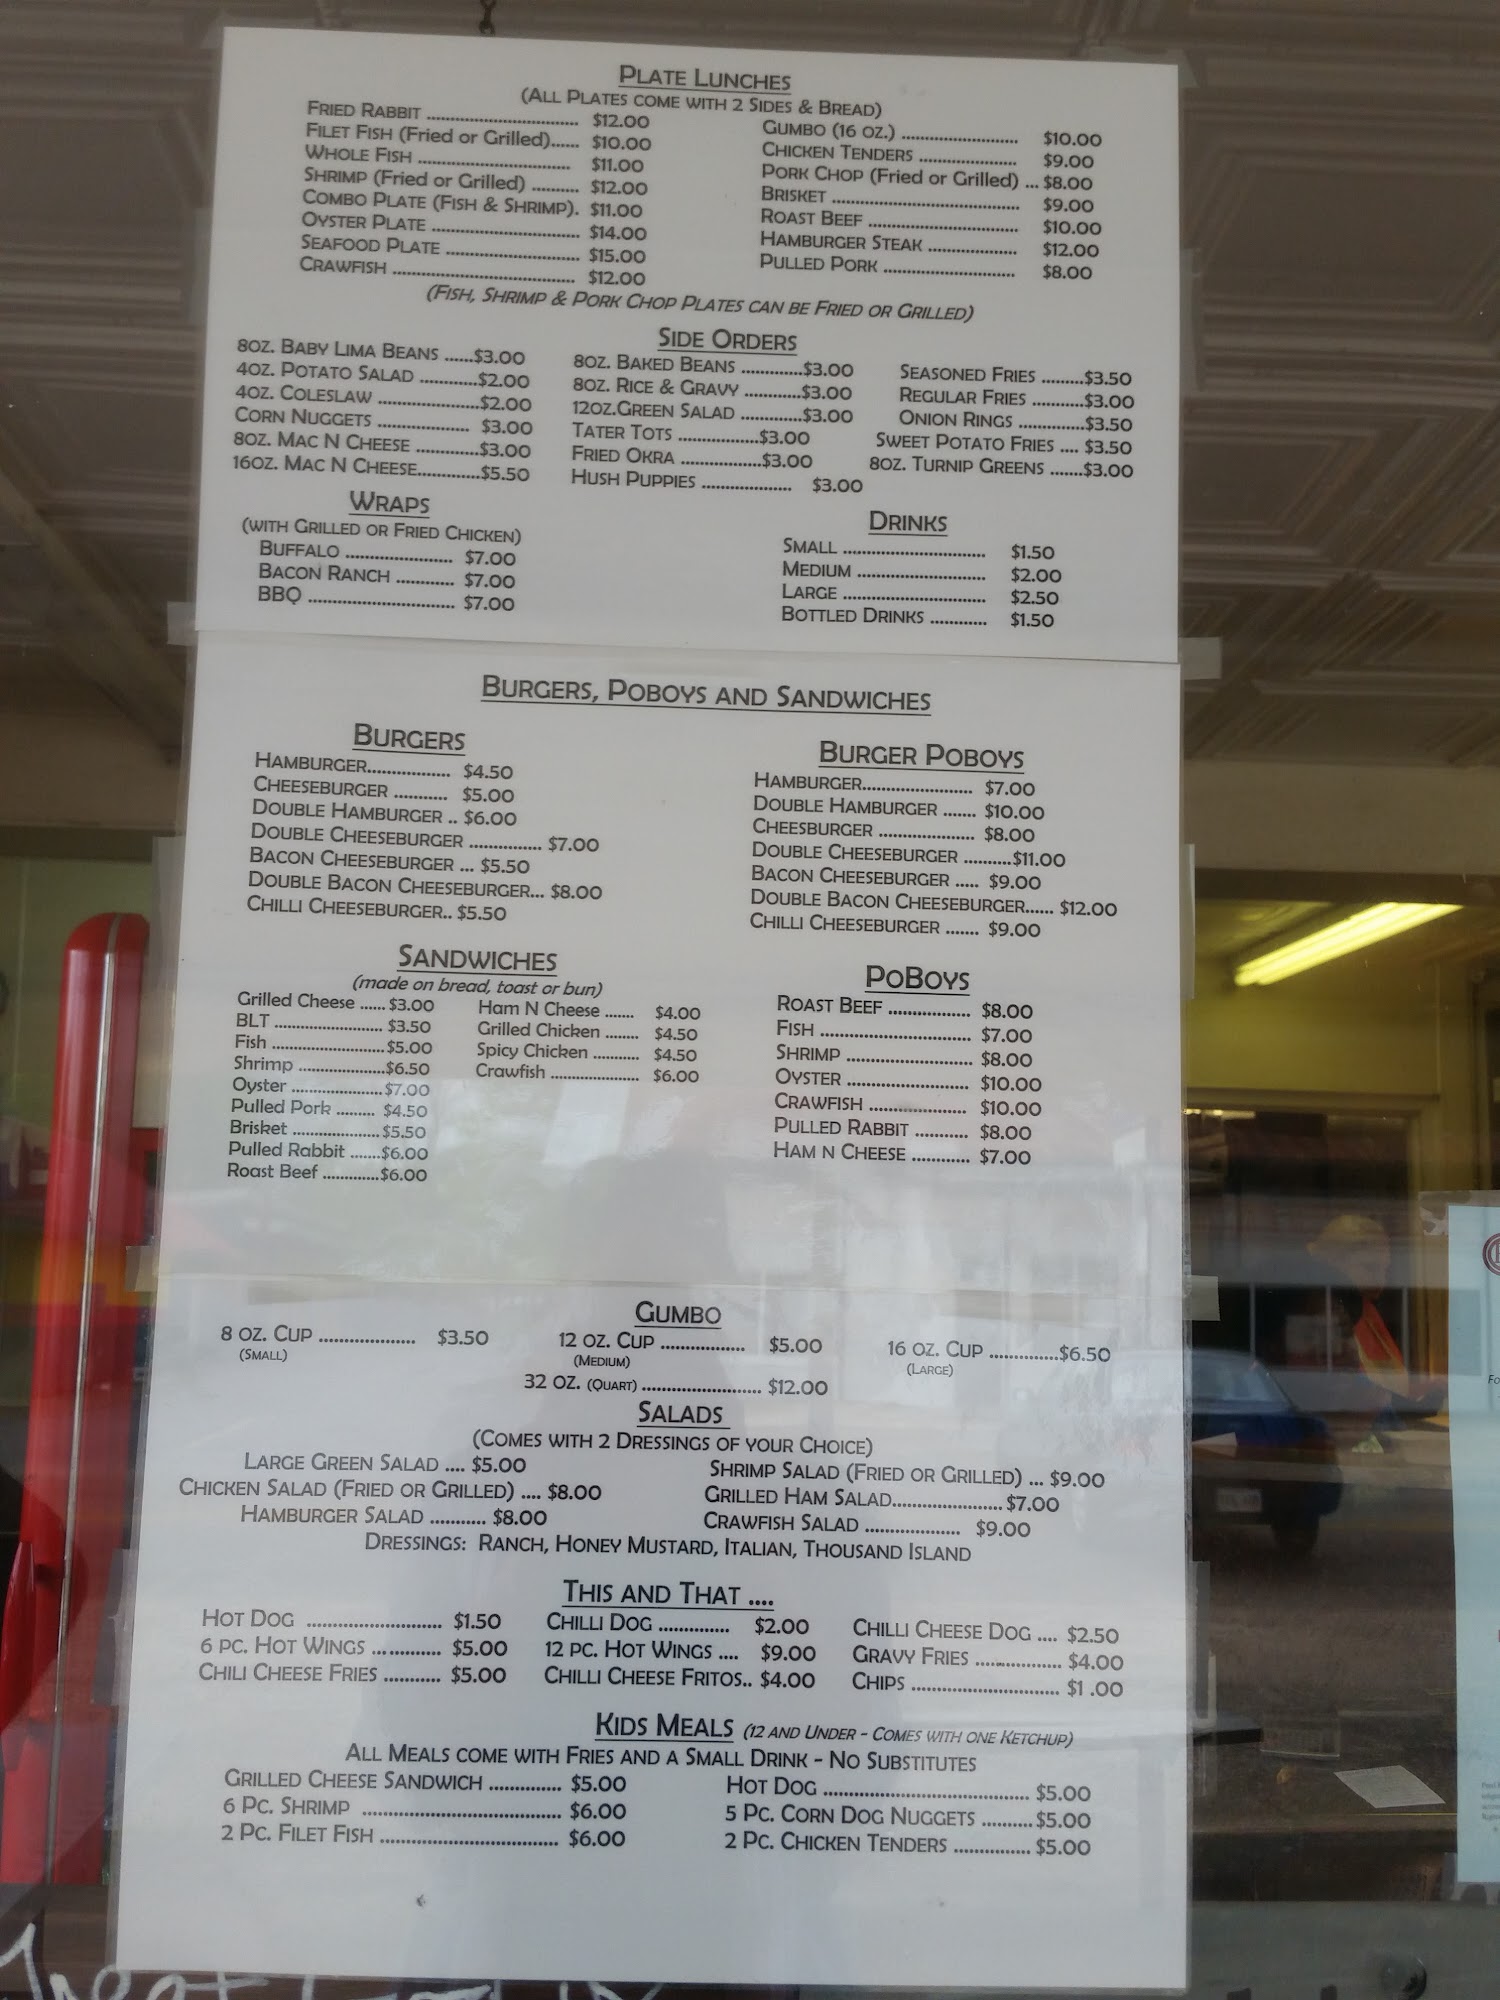 PLATE LUNCHES
(ALL PLATES COME WITH 2 SIDES & BREAD)
FRIED RABBIT ................................ $12.00
FILET FISH (Fried or Grilled)...... $10.00
WHOLE FISH ................................ $11.00
SHRIMP (Fried or Grilled) .......... $12.00
COMBO PLATE (FISH & SHRIMP). $11.00
OYSTER PLATE ............................... $14.00
SEAFOOD PLATE ............................ $15.00
CRAWFISH ...................................... $12.00
GUMBO (16 OZ.) ........................ $10.00
CHICKEN TENDERS .................... $9.00
PORK CHOP (Fried or Grilled) ... $8.00
BRISKET ....................................... $9.00
ROAST BEEF ............................... $10.00
HAMBURGER STEAK .................. $12.00
PULLED PORK ........................... $8.00
(FISH, SHRIMP & PORK CHOP PLATES CAN BE FRIED OR GRILLED)
SIDE ORDERS
8OZ. BABY LIMA BEANS ......$3.00
4OZ. POTATO SALAD ............$2.00
4OZ. COLESLAW .....................$2.00
CORN NUGGETS ................... $3.00
8OZ. MAC N CHEESE .............$3.00
16OZ. MAC N CHEESE.............$5.50
8OZ. BAKED BEANS .............$3.00
8OZ. RICE & GRAVY ............$3.00
12OZ.GREEN SALAD .............$3.00
TATER TOTS .................$3.00
FRIED OKRA .................$3.00
HUSH PUPPIES ................... $3.00
SEASONED FRIES .........$3.50
REGULAR FRIES ...........$3.00
ONION RINGS ..............$3.50
SWEET POTATO FRIES .... $3.50
8OZ. TURNIP GREENS .......$3.00
WRAPS
(WITH GRILLED OR FRIED CHICKEN)
BUFFALO ....................... $7.00
BACON RANCH ............ $7.00
BBQ ............................... $7.00
DRINKS
SMALL .............................. $1.50
MEDIUM ........................... $2.00
LARGE .............................. $2.50
BOTTLED DRINKS ............ $1.50
BURGERS, POBOYS AND SANDWICHES
BURGERS
HAMBURGER.................. $4.50
CHEESEBURGER ........... $5.00
DOUBLE HAMBURGER .. $6.00
DOUBLE CHEESEBURGER ............... $7.00
BACON CHEESEBURGER ... $5.50
DOUBLE BACON CHEESEBURGER... $8.00
CHILLI CHEESEBURGER.. $5.50
BURGER POBOYS
HAMBURGER....................... $7.00
DOUBLE HAMBURGER ....... $10.00
CHEESBURGER .................... $8.00
DOUBLE CHEESEBURGER ..........$11.00
BACON CHEESEBURGER ..... $9.00
DOUBLE BACON CHEESEBURGER...... $12.00
CHILLI CHEESEBURGER ....... $9.00
SANDWICHES
(made on bread, toast or bun)
Grilled Cheese ...... $3.00
BLT .......................... $3.50
Fish ...........................$5.00
Shrimp .....................$6.50
Oyster ......................$7.00
Pulled Pork ......... $4.50
Brisket .....................$5.50
Pulled Rabbit .......$6.00
Roast Beef .............$6.00
Ham N Cheese ....... $4.00
Grilled Chicken ........ $4.50
Spicy Chicken ........... $4.50
Crawfish ..................... $6.00
POBOYS
ROAST BEEF ................. $8.00
FISH ................................ $7.00
SHRIMP .......................... $8.00
OYSTER .......................... $10.00
CRAWFISH .................... $10.00
PULLED RABBIT ........... $8.00
HAM N CHEESE ............ $7.00
GUMBO
8 OZ. CUP ................... $3.50
(SMALL)
12 OZ. CUP ................. $5.00
(MEDIUM)
16 OZ. CUP .............$6.50
(LARGE)
32 OZ. (QUART) ......................... $12.00
SALADS
(COMES WITH 2 DRESSINGS OF YOUR CHOICE)
LARGE GREEN SALAD .... $5.00
CHICKEN SALAD (FRIED OR GRILLED) .... $8.00
HAMBURGER SALAD ........... $8.00
SHRIMP SALAD (FRIED OR GRILLED) ... $9.00
GRILLED HAM SALAD...................... $7.00
CRAWFISH SALAD ................... $9.00
DRESSINGS: RANCH, HONEY MUSTARD, ITALIAN, THOUSAND ISLAND
THIS AND THAT ....
HOT DOG ........................... $1.50
6 PC. HOT WINGS .............. $5.00
CHILI CHEESE FRIES ........... $5.00
CHILLI DOG .............. $2.00
12 PC. HOT WINGS .... $9.00
CHILLI CHEESE FRITOS.. $4.00
CHILLI CHEESE DOG .... $2.50
GRAVY FRIES ................. $4.00
CHIPS ............................. $1 .00
KIDS MEALS (12 AND UNDER - COMES WITH ONE KETCHUP)
ALL MEALS COME WITH FRIES AND A SMALL DRINK - NO SUBSTITUTES
GRILLED CHEESE SANDWICH .............. $5.00
6 PC. SHRIMP ....................................... $6.00
2 PC. FILET FISH ................................... $6.00
HOT DOG ......................................... $5.00
5 PC. CORN DOG NUGGETS .......... $5.00
2 PC. CHICKEN TENDERS ............... $5.00